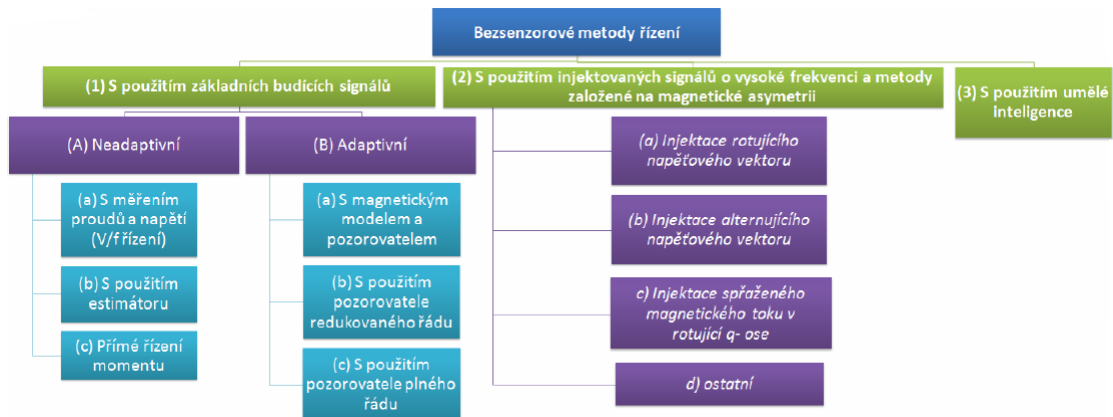 Bezsenzorové metody řízení
(1) S použitím základních budících signálů
(2) S použitím injektovaných signálů o vysoké frekvenci a metody
založené na magnetické asymetrii
(3) S použitím umělé
inteligence
(A) Neadaptivní
(a) S měřením
proudů a napětí
(V/f řízení)
(b) S použitím
estimátoru
(c) Přímé řízení
momentu
(B) Adaptivní
(a) S magnetickým
modelem a
pozorovatelem
(b) S použitím
pozorovatele
redukovaného řádu
(c) S použitím
pozorovatele plného
řádu
(a) Injektace rotujícího
napěťového vektoru
(b) Injektace alternujícího
napěťového vektoru
c) Injektace spřaženého
magnetického toku v
rotující q- ose
d) ostatní